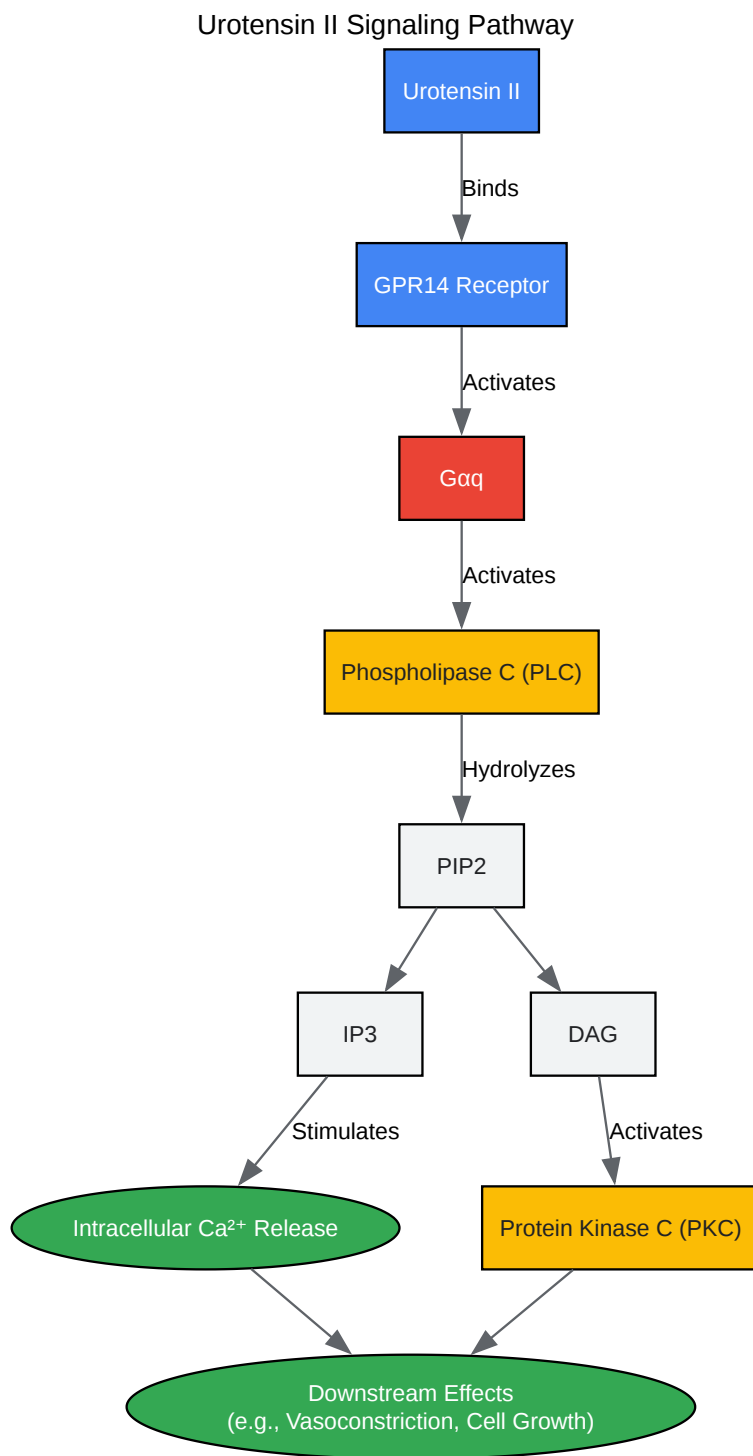 Urotensin II Signaling Pathway
Urotensin II
Binds
GPR14 Receptor
Activates
Gαq
Activates
Phospholipase C (PLC)
Hydrolyzes
PIP2
IP3
DAG
Stimulates
Activates
Intracellular Ca²⁺ Release
Protein Kinase C (PKC)
Downstream Effects
(e.g., Vasoconstriction, Cell Growth)